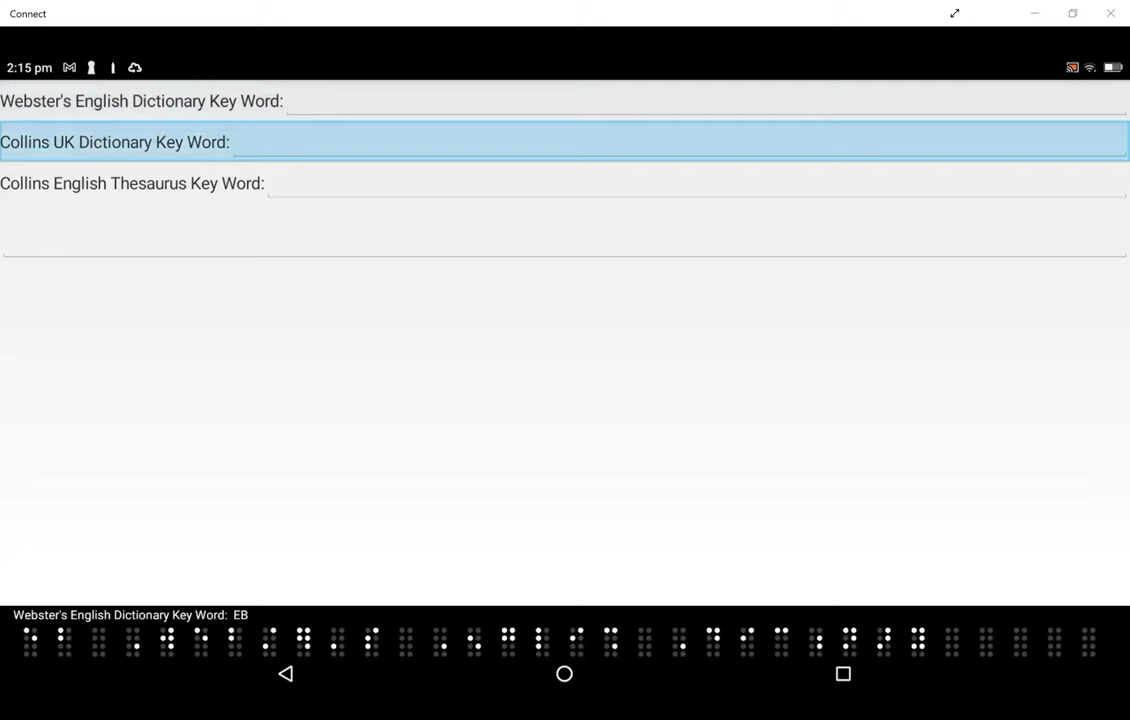 Connect
2:15 pm
Webster's English Dictionary Key Word:
Collins UK Dictionary Key Word:
Collins English Thesaurus Key Word:
Webster's English Dictionary Key Word: EB